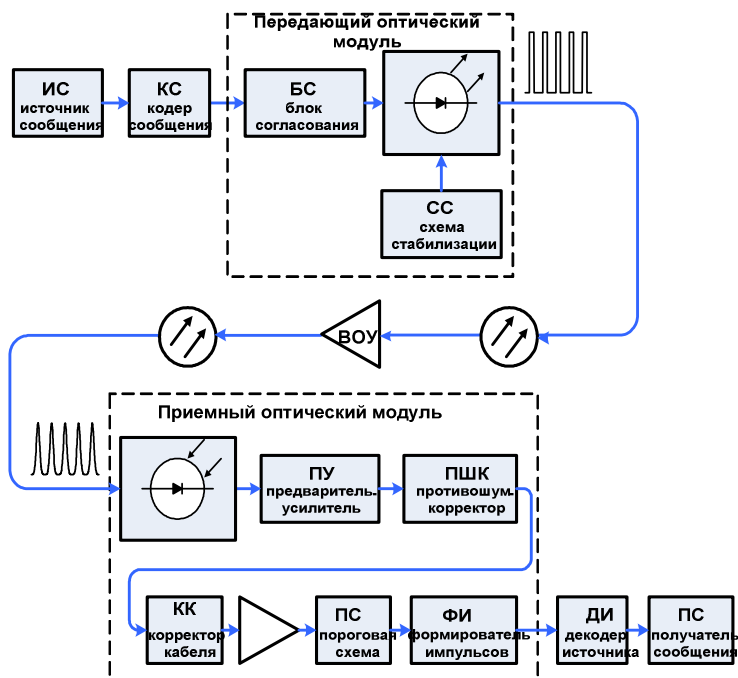 Передающий оптический
модуль
ИС
источник
сообщения
КС
кодер
сообщения
БС
блок
согласования
СС
схема
стабилизации
ВОУ
Приемный оптический модуль
ПУ
предваритель-
усилитель
ПШК
противошум-
корректор
КК
корректор
кабеля
ПС
пороговая
схема
ФИ
формирователь
импульсов
ДИ
декодер
источника
ПС
получатель
сообщения